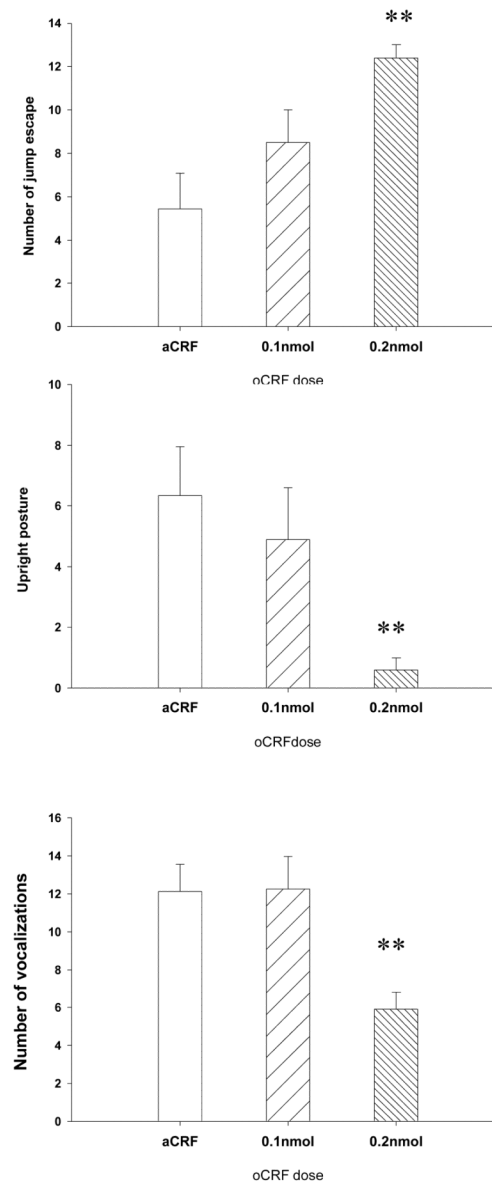 14
**
12
10
8
6
4
2
0
Number of jump escape
aCRF 0.1nmol 0.2nmol
oCRF dose
10
8
6
4
2
0
Upright posture
**
aCRF 0.1nmol 0.2nmol
oCRFdose
16
14
12
10
8
6
4
2
0
Number of vocalizations
**
aCRF 0.1nmol 0.2nmol
oCRF dose